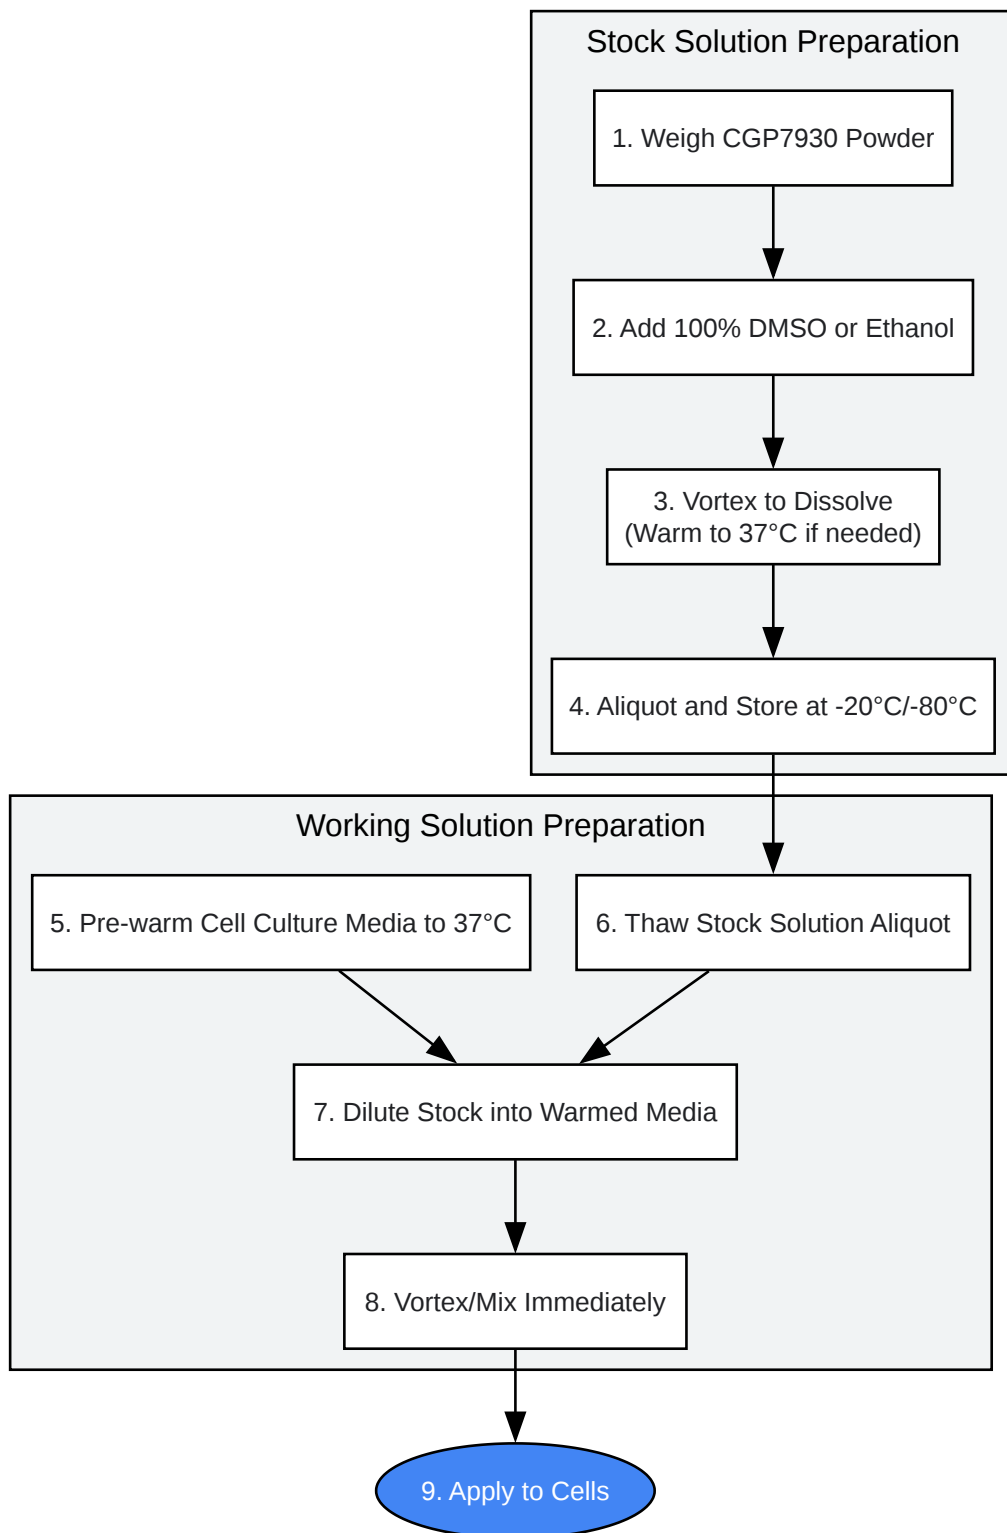 Stock Solution Preparation
1. Weigh CGP7930 Powder
2. Add 100% DMSO or Ethanol
3. Vortex to Dissolve
(Warm to 37°C if needed)
4. Aliquot and Store at -20°C/-80°C
Working Solution Preparation
5. Pre-warm Cell Culture Media to 37°C
6. Thaw Stock Solution Aliquot
7. Dilute Stock into Warmed Media
8. Vortex/Mix Immediately
9. Apply to Cells